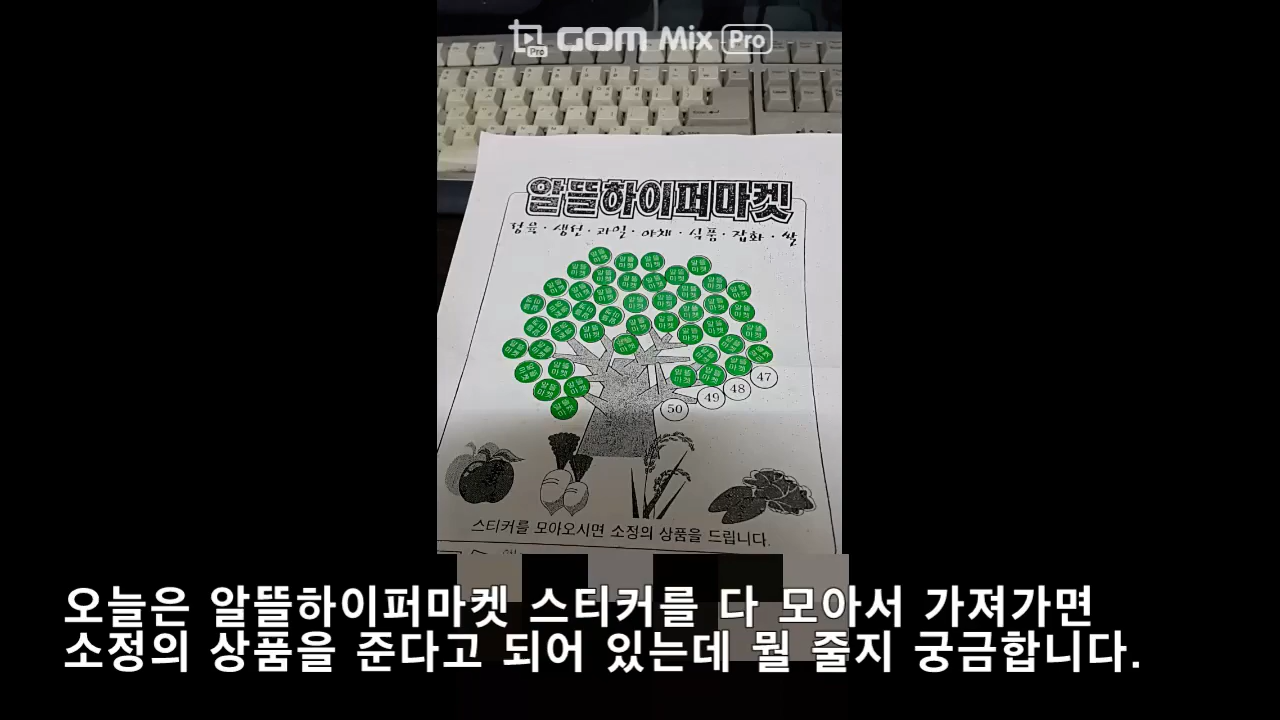 GOM Mix Pro
알뜰하이퍼마켓
정육 · 생선 · 과일 · 야채 · 식품 · 잡화 · 쌀
알뜰
마켓
47
48
49
50
스티커를 모아오시면 소정의 상품을 드립니다.
오늘은 알뜰하이퍼마켓 스티커를 다 모아서 가져가면
소정의 상품을 준다고 되어 있는데 뭘 줄지 궁금합니다.